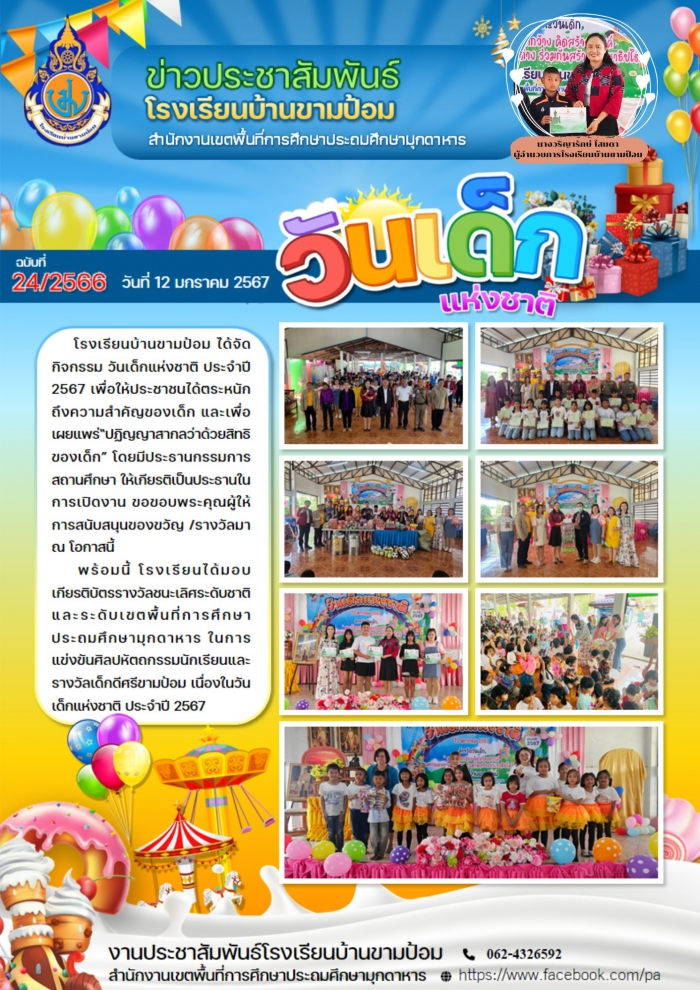 ข่าวประชาสัมพันธ์
โรงเรียนบ้านขามป้อม
สำนักงานเขตพื้นที่การศึกษาประถมศึกษามุกดาหาร
นางวริญารักษ์ โสมดา
ผู้อำนวยการโรงเรียนบ้านขามป้อม
วันเด็ก
แห่งชาติ
ฉบับที่
24/2566 วันที่ 12 มกราคม 2567
โรงเรียนบ้านขามป้อม ได้จัด
กิจกรรม วันเด็กแห่งชาติ ประจำปี
2567 เพื่อให้ประชาชนได้ตระหนัก
ถึงความสำคัญของเด็ก และเพื่อ
เผยแพร่"ปฏิญญาสากลว่าด้วยสิทธิ
ของเด็ก" โดยมีประธานกรรมการ
สถานศึกษา ให้เกียรติเป็นประธานใน
การเปิดงาน ขอขอบพระคุณผู้ให้
การสนับสนุนของขวัญ /รางวัลมา
ณ โอกาสนี้
พร้อมนี้ โรงเรียนได้มอบ
เกียรติบัตรรางวัลชนะเลิศระดับชาติ
และระดับเขตพื้นที่การศึกษา
ประถมศึกษามุกดาหาร ในการ
แข่งขันศิลปหัตถกรรมนักเรียนและ
รางวัลเด็กดีศรีขามป้อม เนื่องในวัน
เด็กแห่งชาติ ประจำปี 2567
งานประชาสัมพันธ์โรงเรียนบ้านขามป้อม 062-4326592
สำนักงานเขตพื้นที่การศึกษาประถมศึกษามุกดาหาร https://www.facebook.com/pa